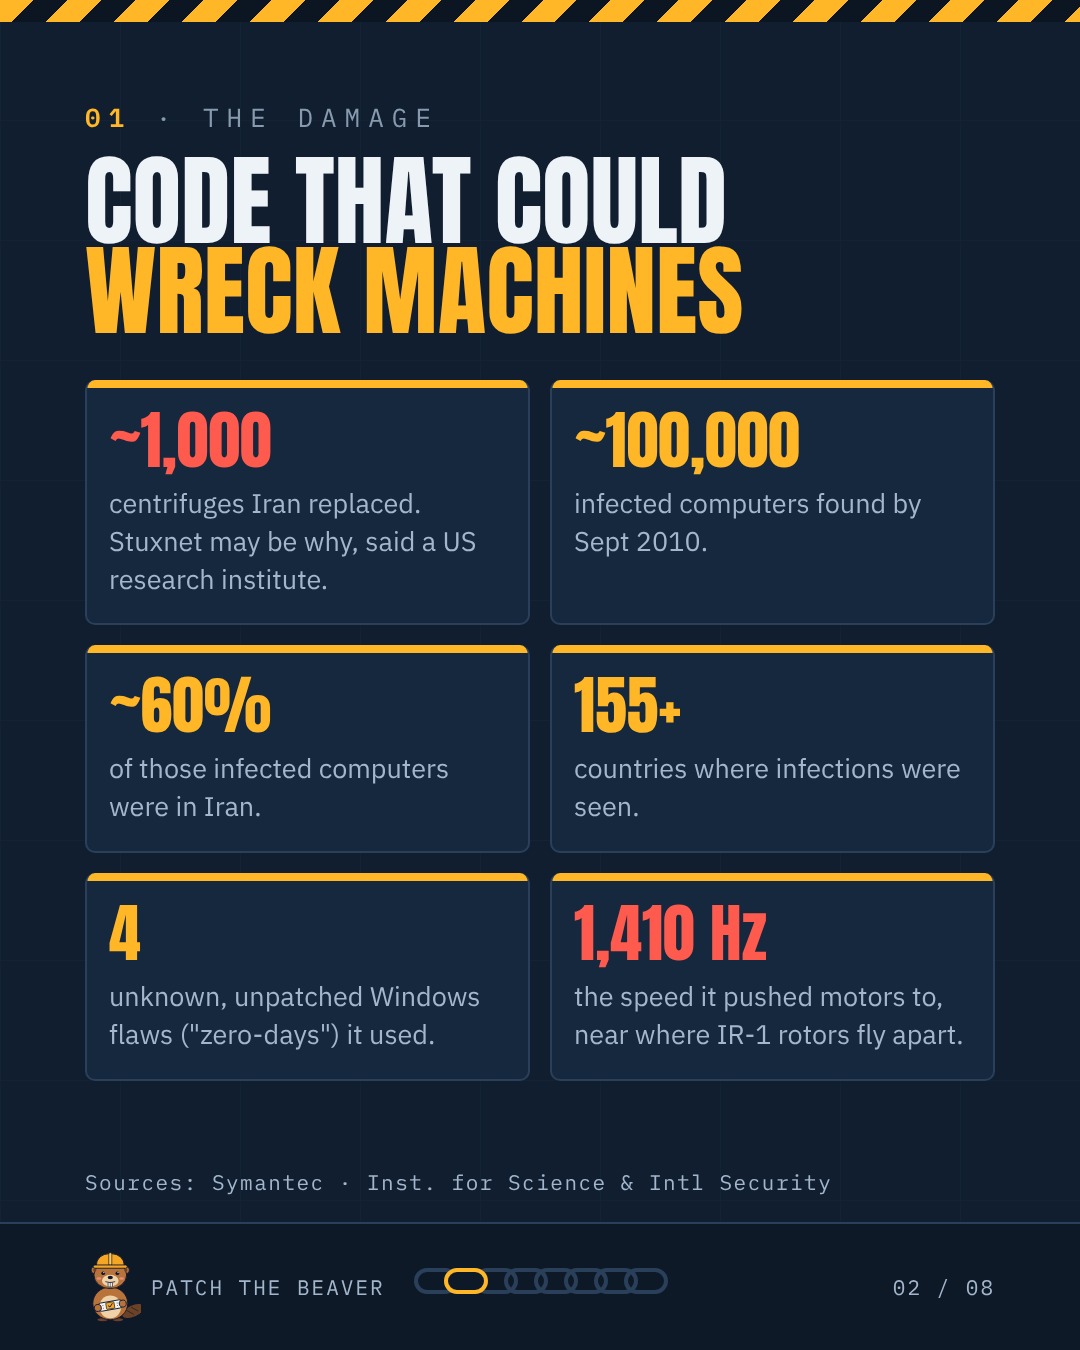 01 · THE DAMAGE
CODE THAT COULD
WRECK MACHINES
~1,000
centrifuges Iran replaced.
Stuxnet may be why, said a US
research institute.
~100,000
infected computers found by
Sept 2010.
~60%
of those infected computers
were in Iran.
155+
countries where infections were
seen.
4
unknown, unpatched Windows
flaws ("zero-days") it used.
1,410 Hz
the speed it pushed motors to,
near where IR-1 rotors fly apart.
Sources: Symantec · Inst. for Science & Intl Security
PATCH THE BEAVER
02 / 08